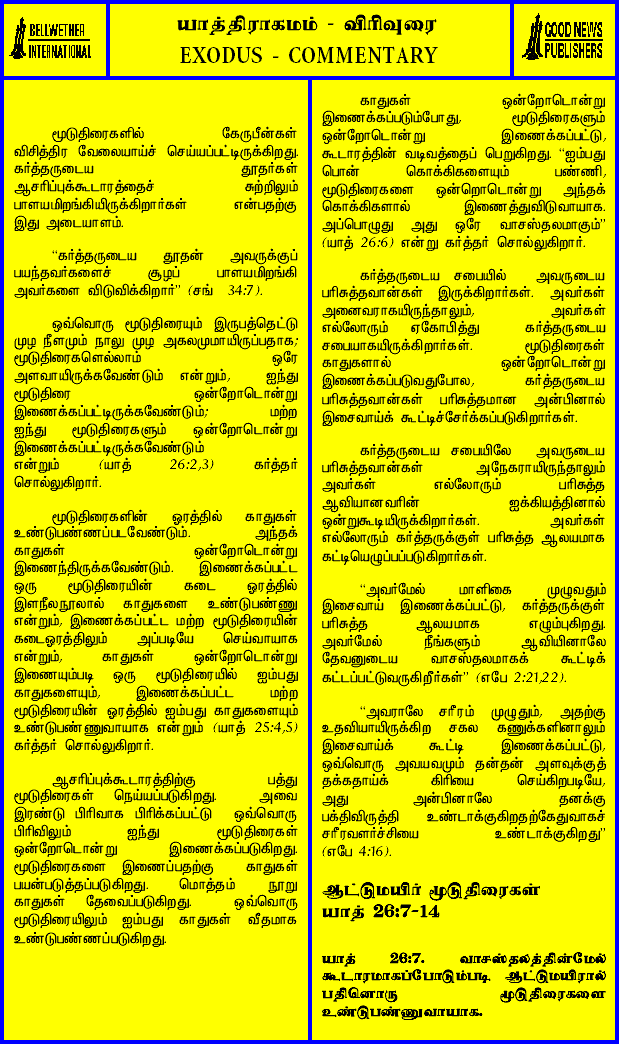 BELLWETHER
INTERNATIONAL
யாத்திராகமம் - விரிவுரை
EXODUS - COMMENTARY
GOOD NEWS
PUBLISHERS
மூடுதிரைகளில் கேருபீன்கள்
விசித்திர வேலையாய்ச் செய்யப்பட்டிருக்கிறது.
கர்த்தருடைய தூதர்கள்
ஆசரிப்புக்கூடாரத்தைச் சுற்றிலும்
பாளயமிறங்கியிருக்கிறார்கள் என்பதற்கு
இது அடையாளம்.
“கர்த்தருடைய தூதன் அவருக்குப்
பயந்தவர்களைச் சூழப் பாளயமிறங்கி
அவர்களை விடுவிக்கிறார்” (சங் 34:7).
ஒவ்வொரு மூடுதிரையும் இருபத்தெட்டு
முழ நீளமும் நாலு முழ அகலமுமாயிருப்பதாக;
மூடுதிரைகளெல்லாம் ஒரே
அளவாயிருக்கவேண்டும் என்றும், ஐந்து
மூடுதிரை ஒன்றோடொன்று
இணைக்கப்பட்டிருக்கவேண்டும்; மற்ற
ஐந்து மூடுதிரைகளும் ஒன்றோடொன்று
இணைக்கப்பட்டிருக்கவேண்டும்
என்றும் (யாத் 26:2,3) கர்த்தர்
சொல்லுகிறார்.
மூடுதிரைகளின் ஓரத்தில் காதுகள்
உண்டுபண்ணப்படவேண்டும். அந்தக்
காதுகள் ஒன்றோடொன்று
இணைந்திருக்கவேண்டும். இணைக்கப்பட்ட
ஒரு மூடுதிரையின் கடை ஓரத்தில்
இளநீலநூலால் காதுகளை உண்டுபண்ணு
என்றும், இணைக்கப்பட்ட மற்ற மூடுதிரையின்
கடைஓரத்திலும் அப்படியே செய்வாயாக
என்றும், காதுகள் ஒன்றோடொன்று
இணையும்படி ஒரு மூடுதிரையில் ஐம்பது
காதுகளையும், இணைக்கப்பட்ட மற்ற
மூடுதிரையின் ஓரத்தில் ஐம்பது காதுகளையும்
உண்டுபண்ணுவாயாக என்றும் (யாத் 25:4,5)
கர்த்தர் சொல்லுகிறார்.
ஆசரிப்புக்கூடாரத்திற்கு பத்து
மூடுதிரைகள் நெய்யப்படுகிறது. அவை
இரண்டு பிரிவாக பிரிக்கப்பட்டு ஒவ்வொரு
பிரிவிலும் ஐந்து மூடுதிரைகள்
ஒன்றோடொன்று இணைக்கப்படுகிறது.
மூடுதிரைகளை இணைப்பதற்கு காதுகள்
பயன்படுத்தப்படுகிறது. மொத்தம் நூறு
காதுகள் தேவைப்படுகிறது. ஒவ்வொரு
மூடுதிரையிலும் ஐம்பது காதுகள் வீதமாக
உண்டுபண்ணப்படுகிறது.
காதுகள் ஒன்றோடொன்று
இணைக்கப்படும்போது, மூடுதிரைகளும்
ஒன்றோடொன்று இணைக்கப்பட்டு,
கூடாரத்தின் வடிவத்தைப் பெறுகிறது. “ஐம்பது
பொன் கொக்கிகளையும் பண்ணி,
மூடுதிரைகளை ஒன்றொடொன்று அந்தக்
கொக்கிகளால் இணைத்துவிடுவாயாக.
அப்பொழுது அது ஒரே வாசஸ்தலமாகும்”
(யாத் 26:6) என்று கர்த்தர் சொல்லுகிறார்.
கர்த்தருடைய சபையில் அவருடைய
பரிசுத்தவான்கள் இருக்கிறார்கள். அவர்கள்
அனைவராகயிருந்தாலும், அவர்கள்
எல்லோரும் ஏகோபித்து கர்த்தருடைய
சபையாகயிருக்கிறார்கள். மூடுதிரைகள்
காதுகளால் ஒன்றோடொன்று
இணைக்கப்படுவதுபோல, கர்த்தருடைய
பரிசுத்தவான்கள் பரிசுத்தமான அன்பினால்
இசைவாய்க் கூட்டிச்சேர்க்கப்படுகிறார்கள்.
கர்த்தருடைய சபையிலே அவருடைய
பரிசுத்தவான்கள் அநேகராயிருந்தாலும்
அவர்கள் எல்லோரும் பரிசுத்த
ஆவியானவரின் ஐக்கியத்தினால்
ஒன்றுகூடியிருக்கிறார்கள். அவர்கள்
எல்லோரும் கர்த்தருக்குள் பரிசுத்த ஆலயமாக
கட்டியெழுப்பப்படுகிறார்கள்.
“அவர்மேல் மாளிகை முழுவதும்
இசைவாய் இணைக்கப்பட்டு, கர்த்தருக்குள்
பரிசுத்த ஆலயமாக எழும்புகிறது.
அவர்மேல் நீங்களும் ஆவியினாலே
தேவனுடைய வாசஸ்தலமாகக் கூட்டிக்
கட்டப்பட்டுவருகிறீர்கள்” (எபே 2:21,22).
“அவராலே சரீரம் முழுதும், அதற்கு
உதவியாயிருக்கிற சகல கணுக்களினாலும்
இசைவாய்க் கூட்டி இணைக்கப்பட்டு,
ஒவ்வொரு அவயவமும் தன்தன் அளவுக்குத்
தக்கதாய்க் கிரியை செய்கிறபடியே,
அது அன்பினாலே தனக்கு
பக்திவிருத்தி உண்டாக்குகிறதற்கேதுவாகச்
சரீரவளர்ச்சியை உண்டாக்குகிறது”
(எபே 4:16).
ஆட்டுமயிர் மூடுதிரைகள்
யாத் 26:7-14
யாத் 26:7. வாசஸ்தலத்தின்மேல்
கூடாரமாகப்போடும்படி ஆட்டுமயிரால்
பதினொரு மூடுதிரைகளை
உண்டுபண்ணுவாயாக.